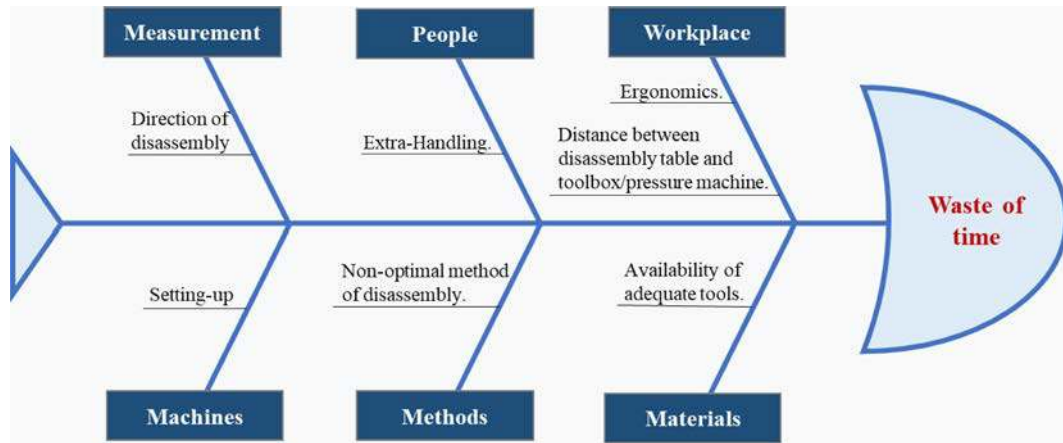 Measurement
People
Workplace
Ergonomics.
Direction of
disassembly
Extra-Handling.
Distance between
disassembly table and
toolbox/pressure machine.
Waste of
time
Setting-up
Non-optimal method
of disassembly.
Availability of
adequate tools.
Machines
Methods
Materials